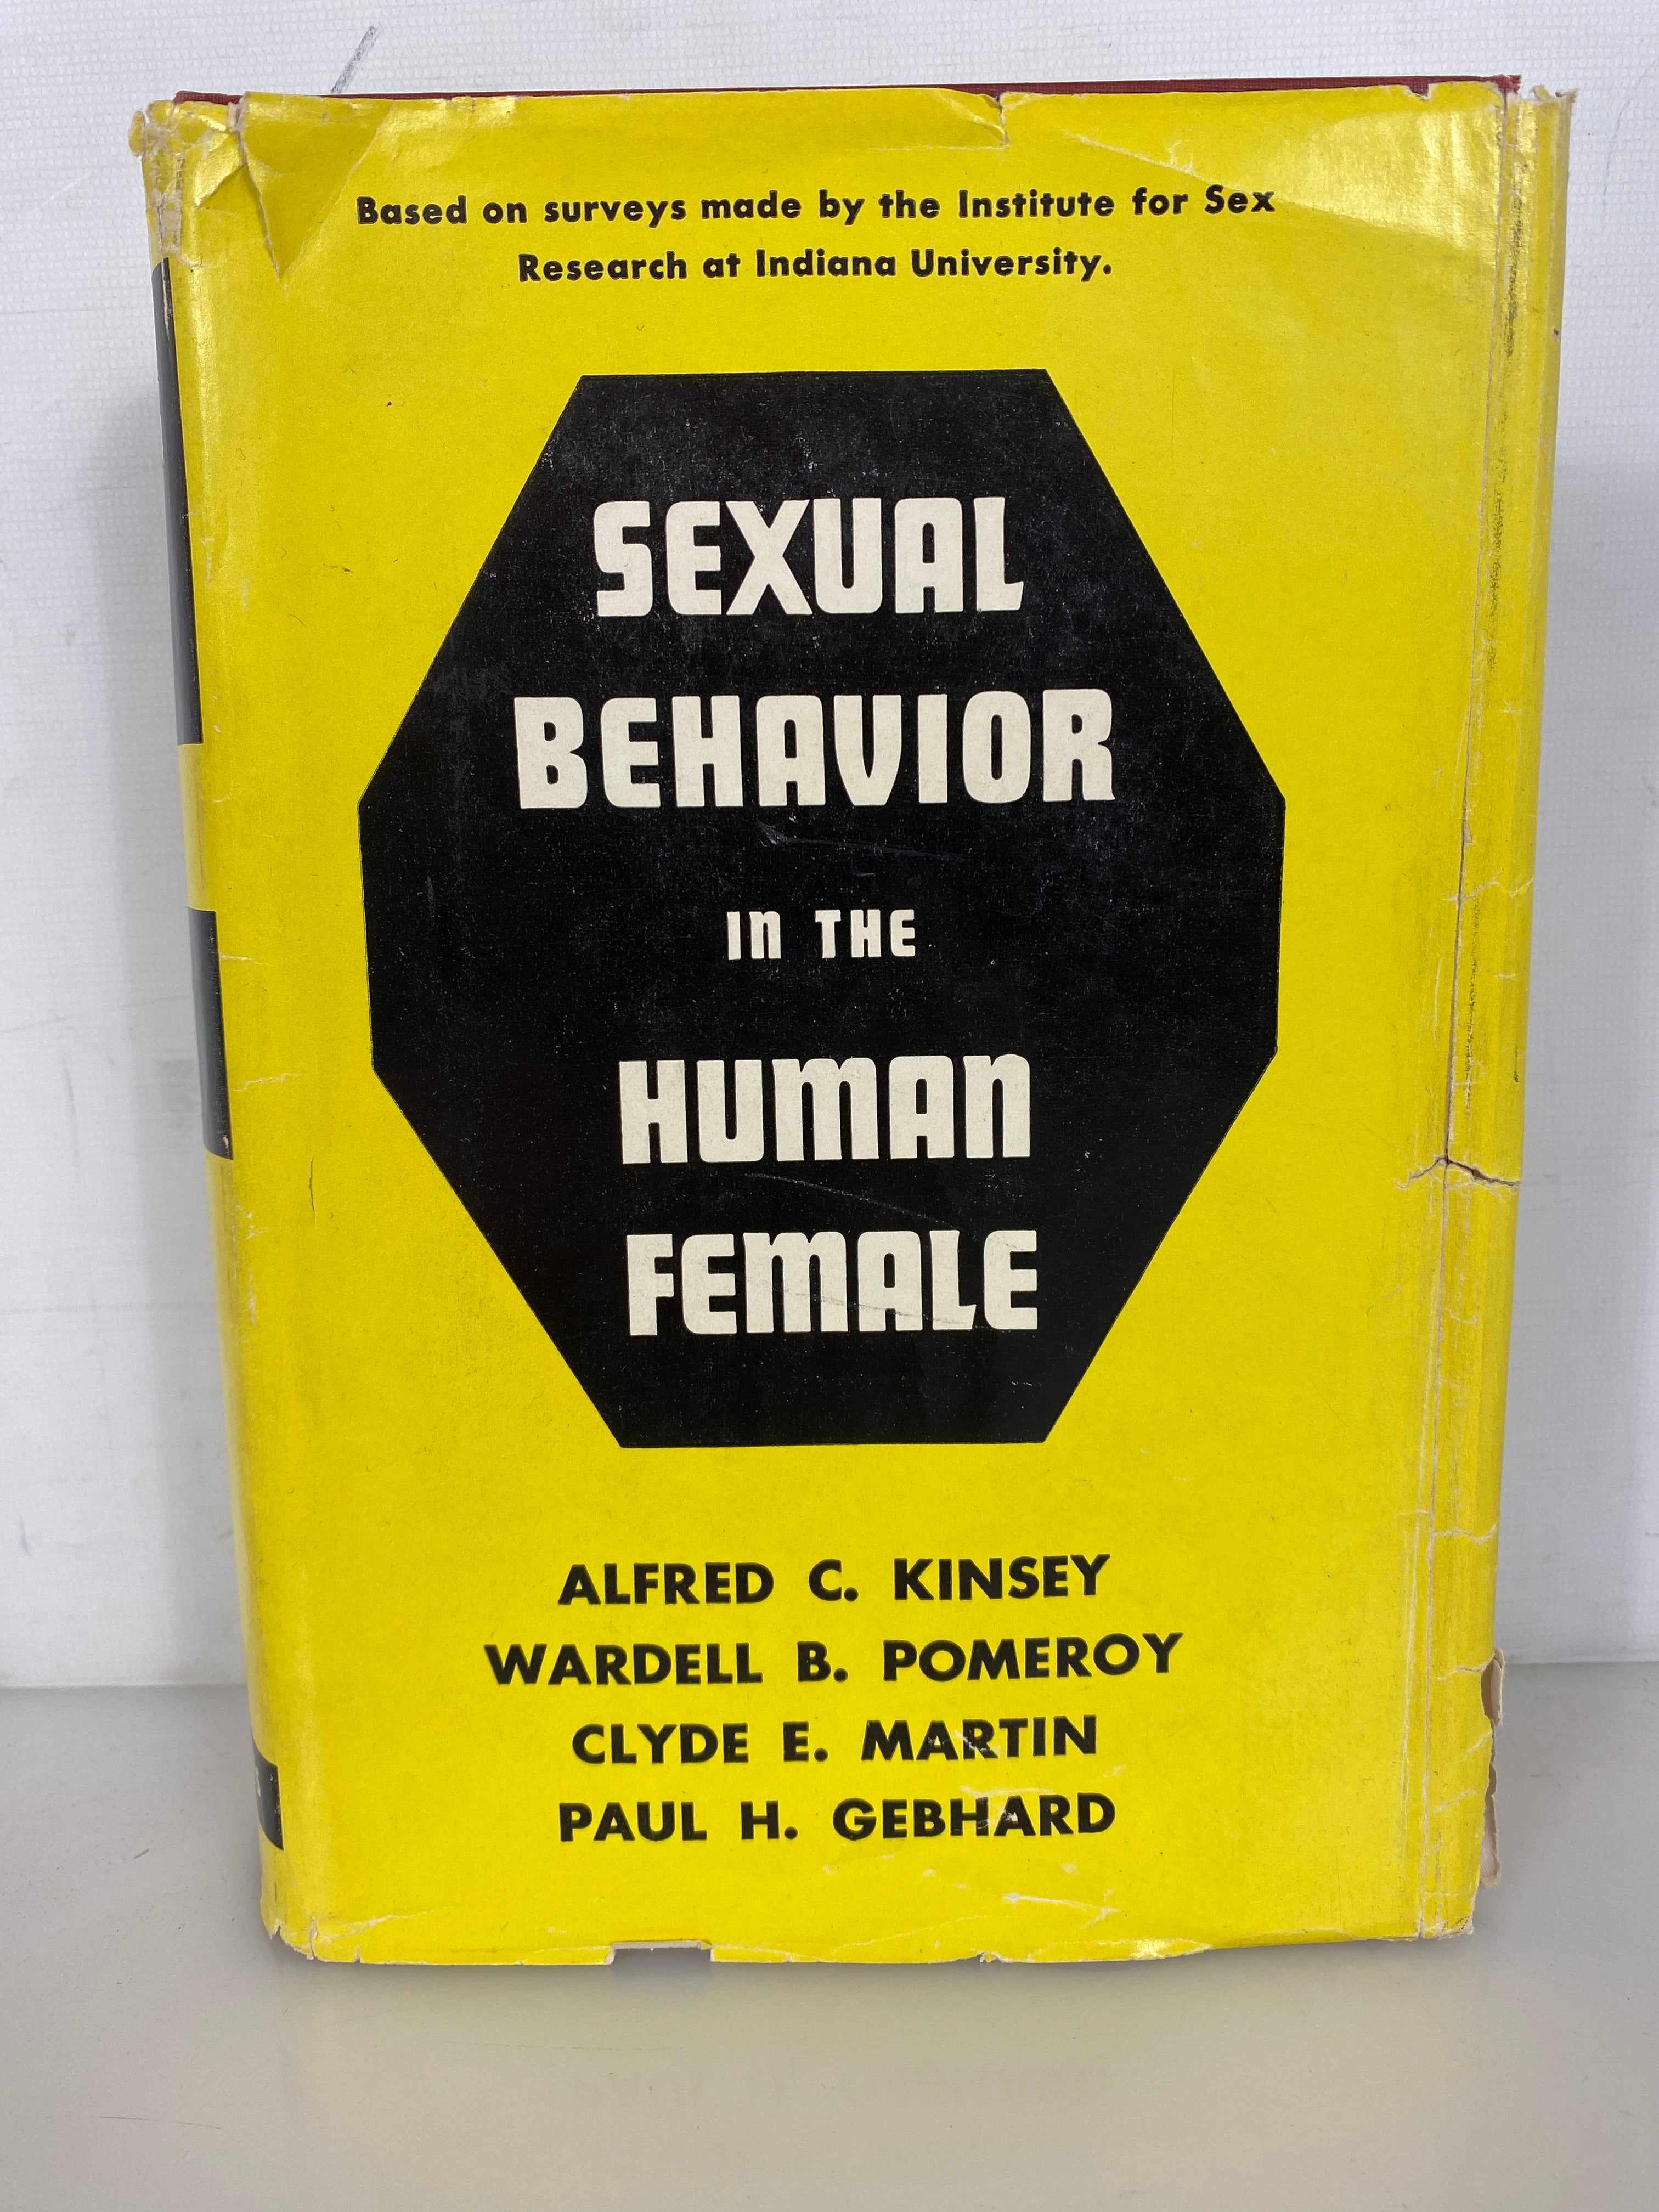 Based on surveys made by the Institute for Sex
Research at Indiana University.
SEXUAL
BEHAVIOR
IN THE
HUMAN
FEMALE
ALFRED C. KINSEY
WARDELL B. POMEROY
CLYDE E. MARTIN
PAUL H. GEBHARD